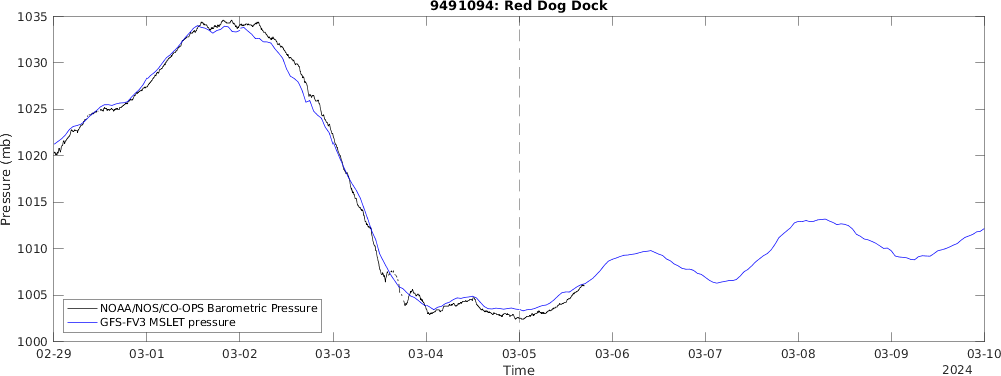 9491094: Red Dog Dock
Pressure (mb)
1035
1030
1025
1020
1015
1010
1005
1000
NOAA/NOS/CO-OPS Barometric Pressure
GFS-FV3 MSLET pressure
02-29 03-01 03-02 03-03 03-04 03-05 03-06 03-07 03-08 03-09 03-10
Time
2024